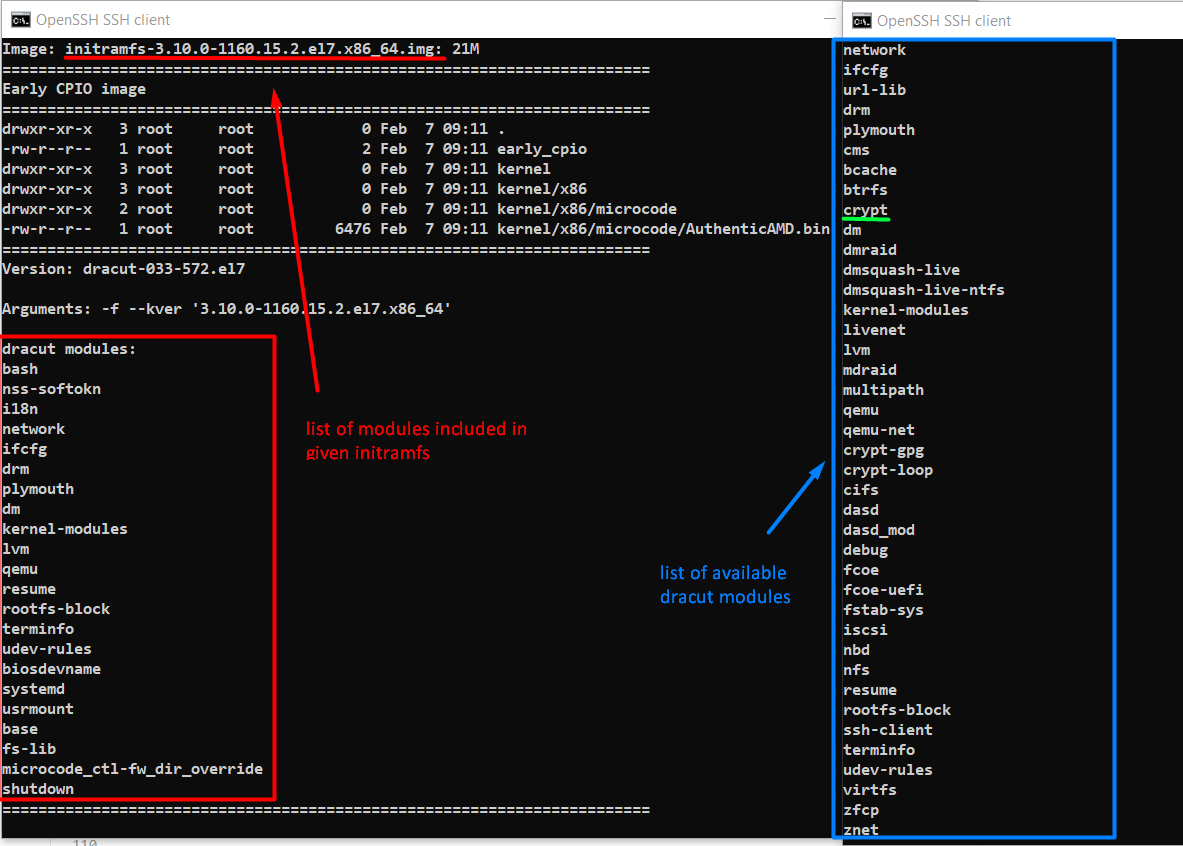 OpenSSH SSH client
Image: initramfs-3.10.0-1160.15.2.el7.x86_64.img: 21M
========================================================================
Early CPIO image
========================================================================
drwxr-xr-x   3 root     root            0 Feb  7 09:11 .
-rw-r--r--   1 root     root            2 Feb  7 09:11 early_cpio
drwxr-xr-x   3 root     root            0 Feb  7 09:11 kernel
drwxr-xr-x   3 root     root            0 Feb  7 09:11 kernel/x86
drwxr-xr-x   2 root     root            0 Feb  7 09:11 kernel/x86/microcode
-rw-r--r--   1 root     root         6476 Feb  7 09:11 kernel/x86/microcode/AuthenticAMD.bin
========================================================================
Version: dracut-033-572.el7
Arguments: -f --kver '3.10.0-1160.15.2.el7.x86_64'
dracut modules:
bash
nss-softokn
i18n
network
ifcfg
drm
plymouth
dm
kernel-modules
lvm
qemu
resume
rootfs-block
terminfo
udev-rules
biosdevname
systemd
usrmount
base
fs-lib
microcode_ctl-fw_dir_override
shutdown
========================================================================
list of modules included in
given initramfs
110
OpenSSH SSH client
network
ifcfg
url-lib
drm
plymouth
cms
bcache
btrfs
crypt
dm
dmraid
dmsquash-live
dmsquash-live-ntfs
kernel-modules
livenet
lvm
mdraid
multipath
qemu
qemu-net
crypt-gpg
crypt-loop
cifs
dasd
dasd_mod
debug
fcoe
fcoe-uefi
fstab-sys
iscsi
nbd
nfs
resume
rootfs-block
ssh-client
terminfo
udev-rules
virtfs
zfcp
znet
list of available
dracut modules